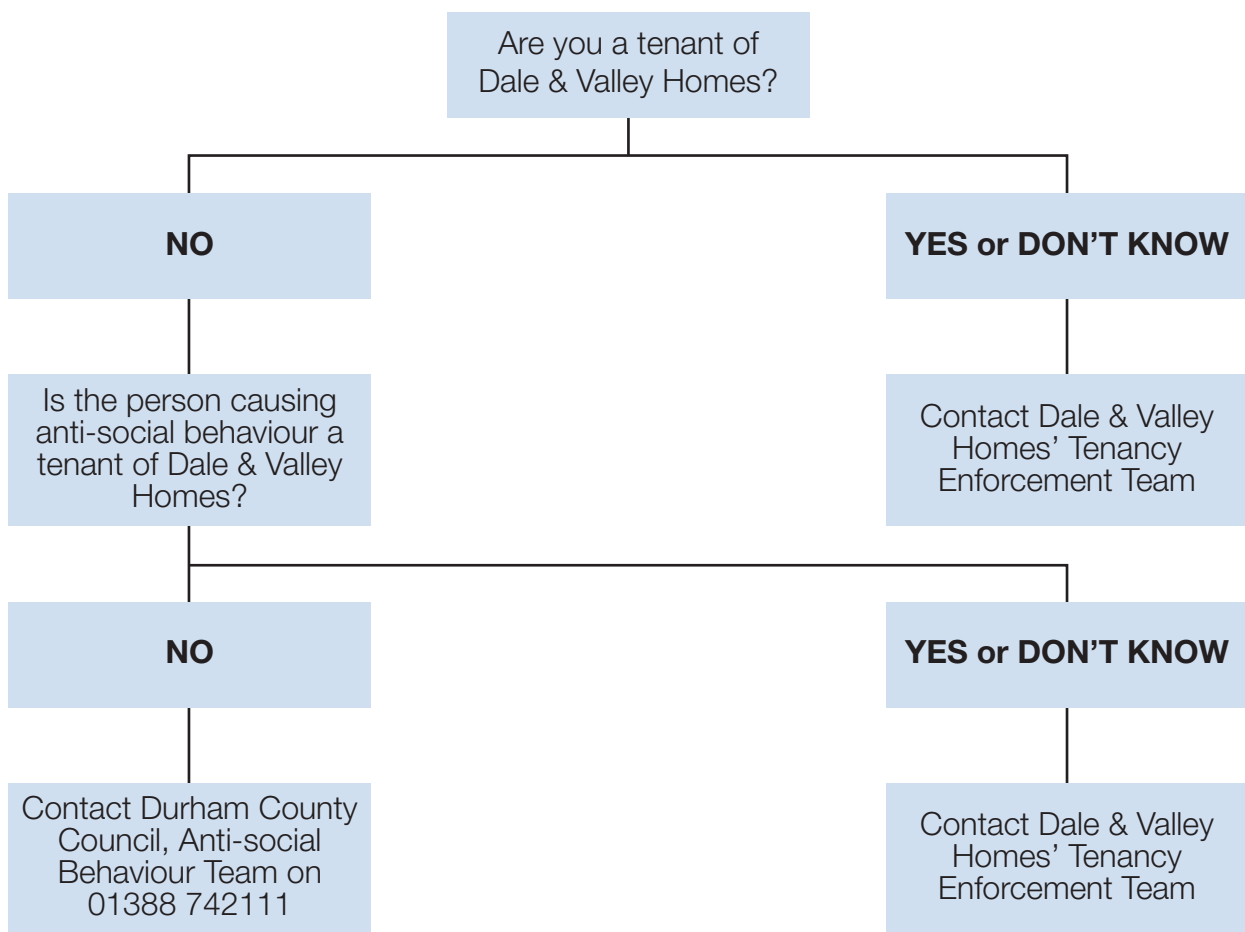 Are you a tenant of
Dale & Valley Homes?
NO
YES or DON’T KNOW
Is the person causing
anti-social behaviour a
tenant of Dale & Valley
Homes?
Contact Dale & Valley
Homes’ Tenancy
Enforcement Team
NO
YES or DON’T KNOW
Contact Durham County
Council, Anti-social
Behaviour Team on
01388 742111
Contact Dale & Valley
Homes’ Tenancy
Enforcement Team